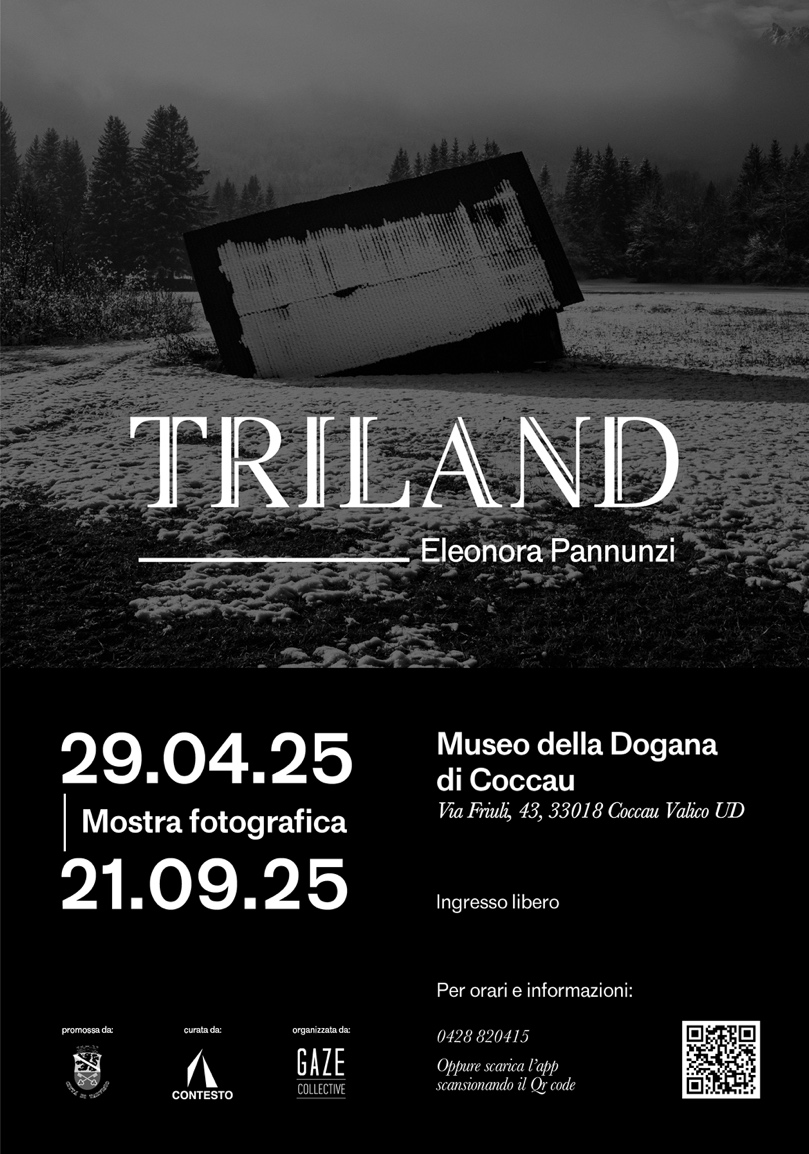 TRILAND
Eleonora Pannunzi
29.04.25
Mostra fotografica
21.09.25
Museo della Dogana
di Coccau
Via Friuli, 43, 33018 Coccau Valico UD
Ingresso libero
Per orari e informazioni:
0428 820415
Oppure scarica l'app
scansionando il Qr code
promossa da:
curata da:
CONTESTO
organizzata da:
GAZE
COLLECTIVE